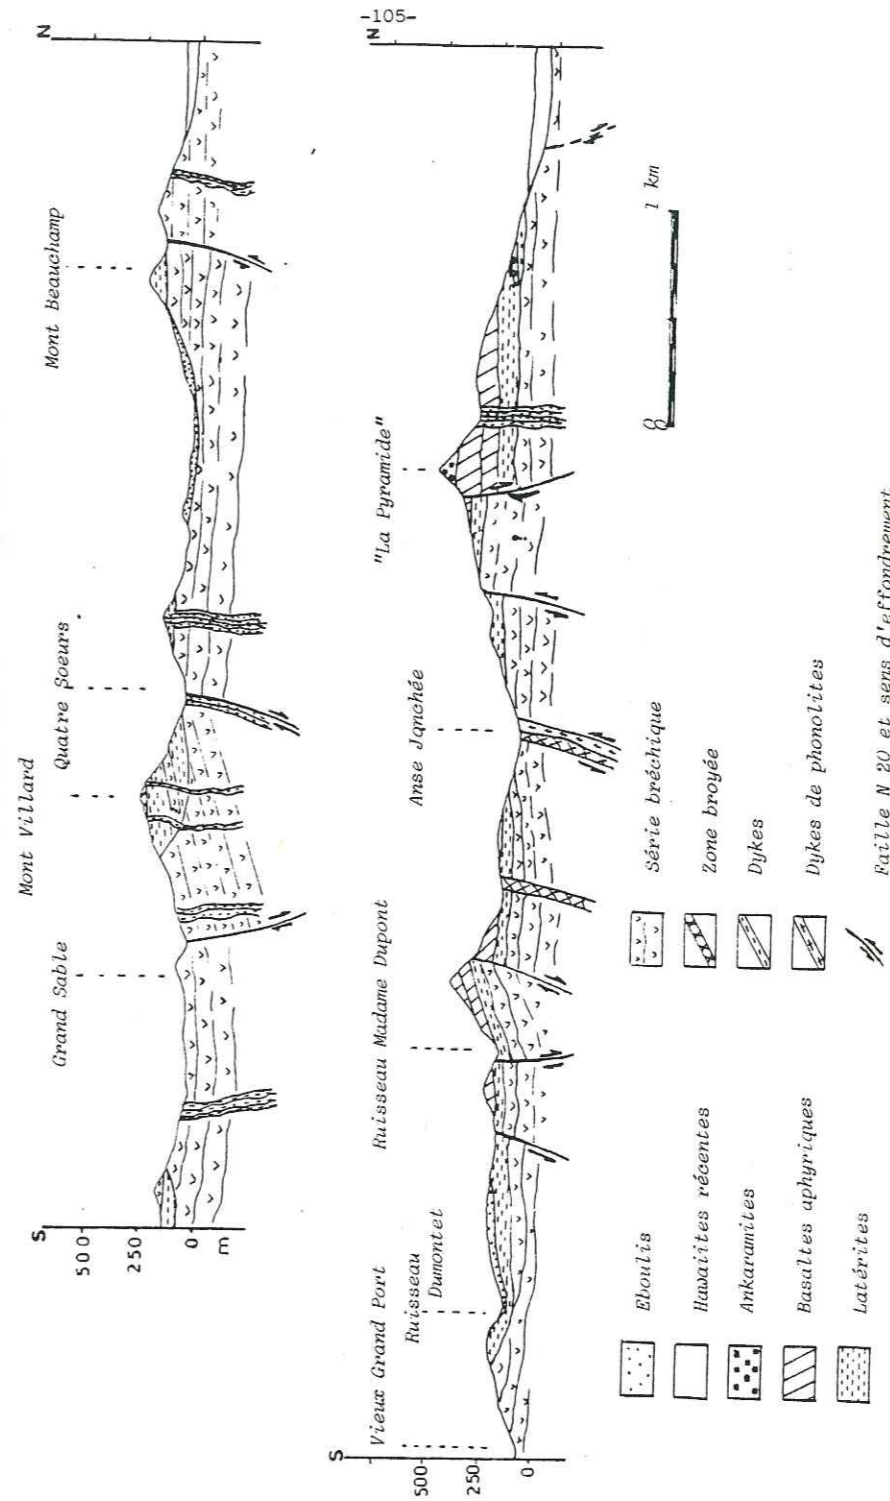 -105-
Mont Villard
Grand Sable
Quatre Soeurs
Mont Beauchamp
S
N
500
250
0
m
Vieux Grand Port
Ruisseau
Dumontet
Ruisseau Madame Dupont
Anse Jonchée
"La Pyramide"
S
N
500
250
0
?
0
1 km
Eboulis
Hawaiites récentes
Ankaramites
Basaltes aphyriques
Latérites
Série bréchique
Zone broyée
Dykes
Dykes de phonolites
Faille N 20 et sens d'effondrement